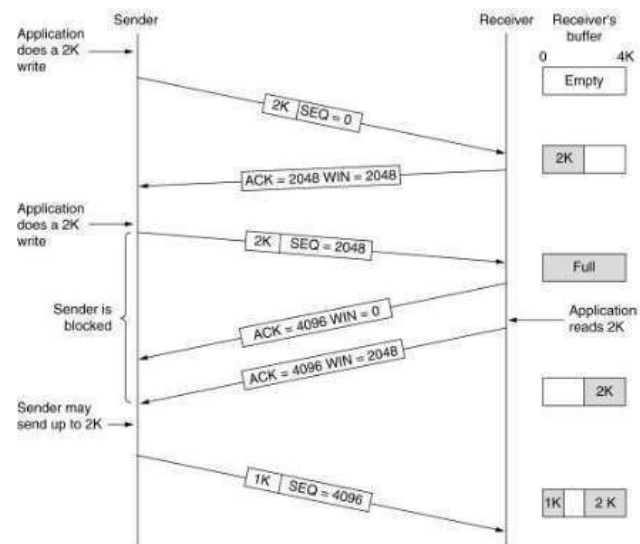 Sender
Receiver
Receiver's
buffer
Application
does a 2K
write
0
4K
Empty
2K
SEQ = 0
2K
ACK = 2048 WIN = 2048
Application
does a 2K
write
2K
SEQ = 2048
Full
Sender is
blocked
ACK = 4096 WIN = 0
Application
reads 2K
ACK = 4096 WIN = 2048
2K
Sender may
send up to 2K
1K
SEQ = 4096
1K
2 K